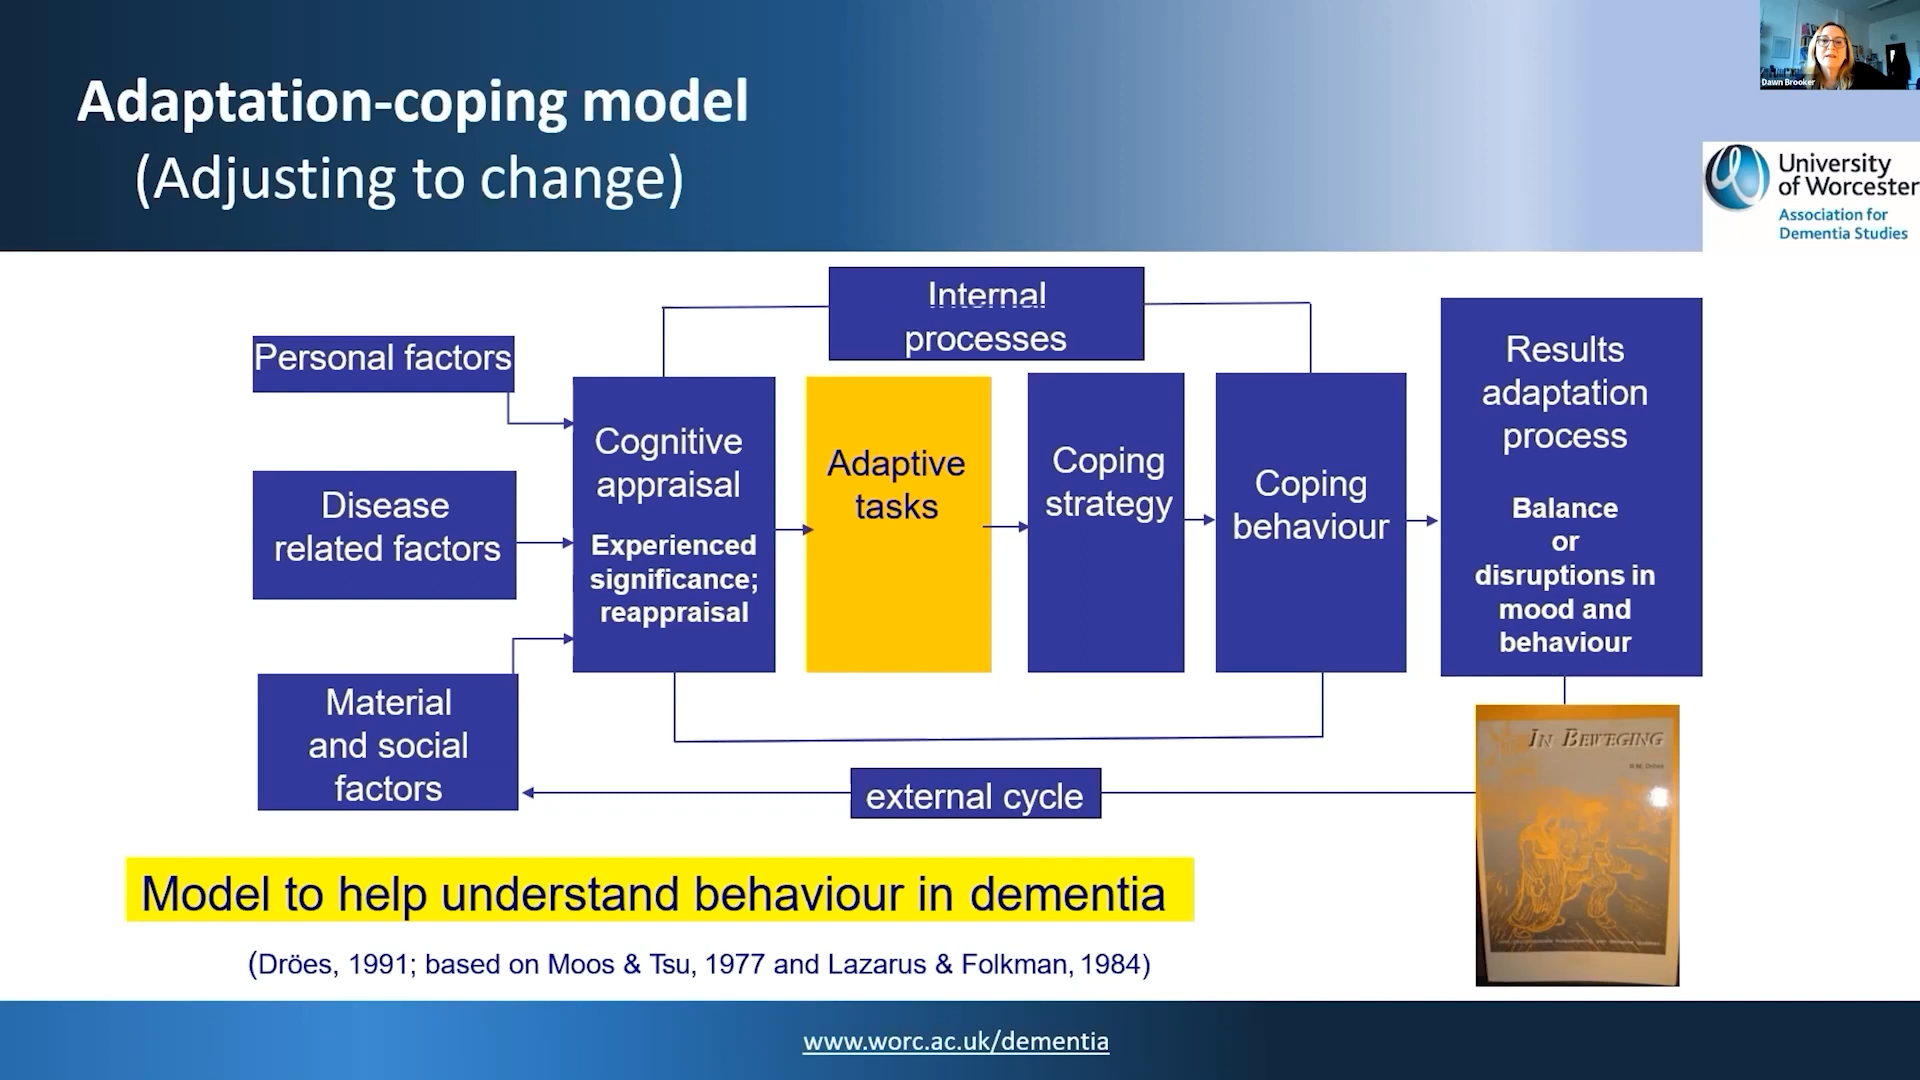 Adaptation-coping model
(Adjusting to change)
Dawn Brooker
University
of Worcester
Association for
Dementia Studies
Internal
processes
Personal factors
Disease
related factors
Material
and social
factors
Cognitive
appraisal
Experienced
significance;
reappraisal
Adaptive
tasks
Coping
strategy
Coping
behaviour
Results
adaptation
process
Balance
or
disruptions in
mood and
behaviour
external cycle
IN BEWEGING
Model to help understand behaviour in dementia
(Dröes, 1991; based on Moos & Tsu, 1977 and Lazarus & Folkman, 1984)
www.worc.ac.uk/dementia